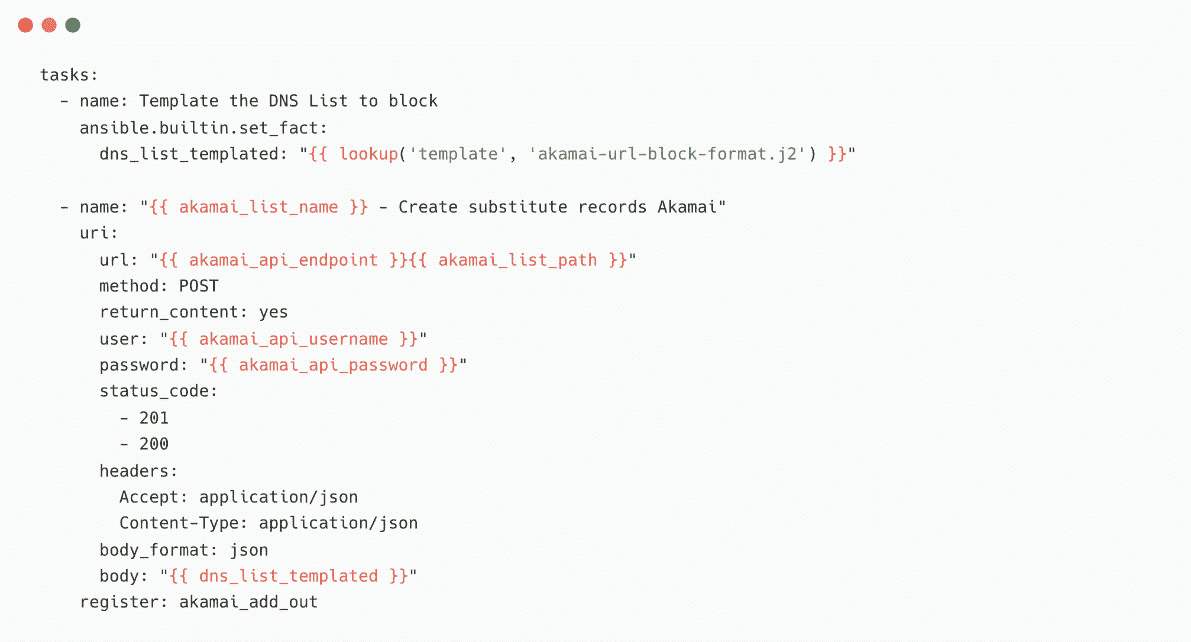 tasks:
  - name: Template the DNS List to block
    ansible.builtin.set_fact:
      dns_list_templated: "{{ lookup('template', 'akamai-url-block-format.j2') }}"

  - name: "{{ akamai_list_name }} - Create substitute records Akamai"
    uri:
      url: "{{ akamai_api_endpoint }}{{ akamai_list_path }}"
      method: POST
      return_content: yes
      user: "{{ akamai_api_username }}"
      password: "{{ akamai_api_password }}"
      status_code:
        - 201
        - 200
      headers:
        Accept: application/json
        Content-Type: application/json
      body_format: json
      body: "{{ dns_list_templated }}"
    register: akamai_add_out